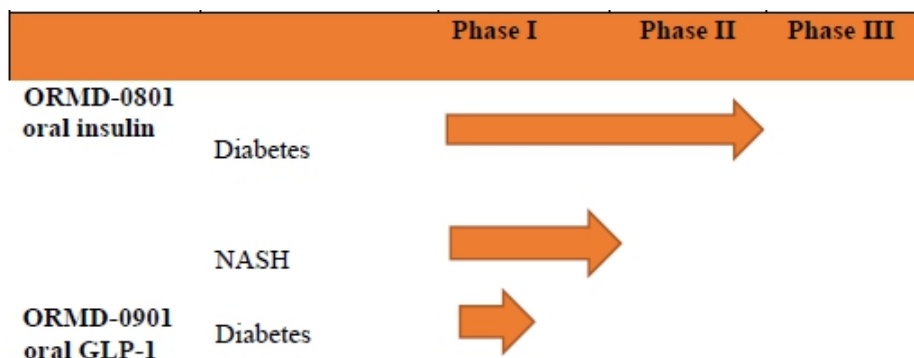 Phase I Phase II Phase III
ORMD-0801
oral insulin
Diabetes
NASH
ORMD-0901
oral GLP-1
Diabetes